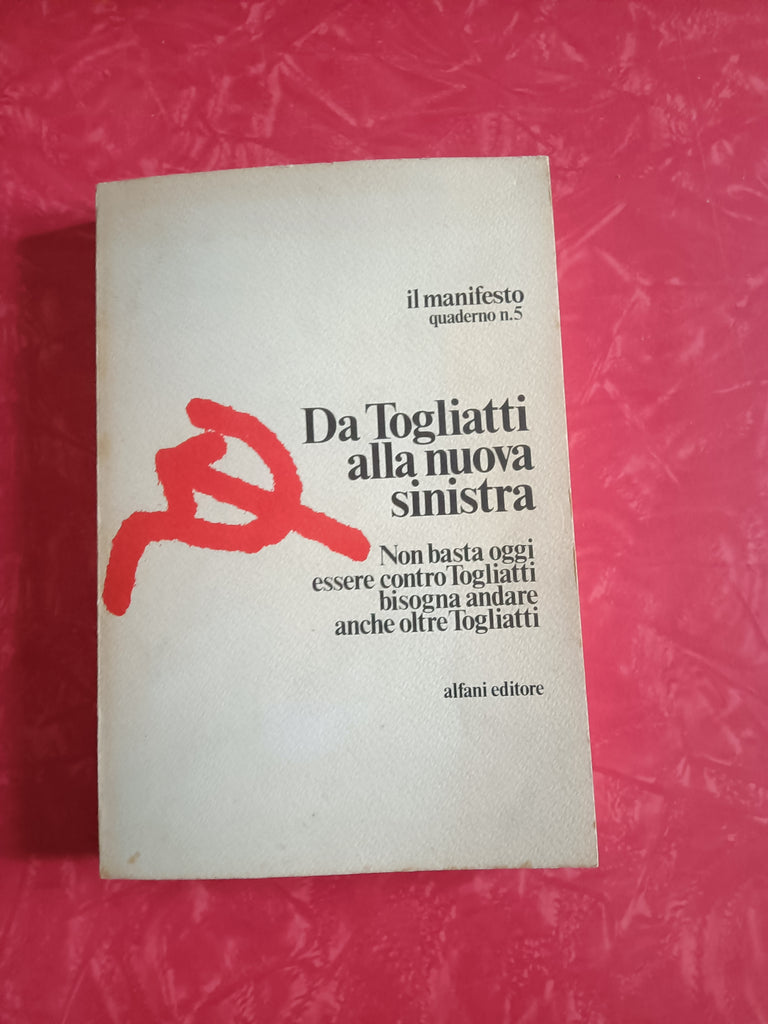 il manifesto
quaderno n.5
Da Togliatti
alla nuova
sinistra
Non basta oggi
essere contro Togliatti
bisogna andare
anche oltre Togliatti
alfani editore